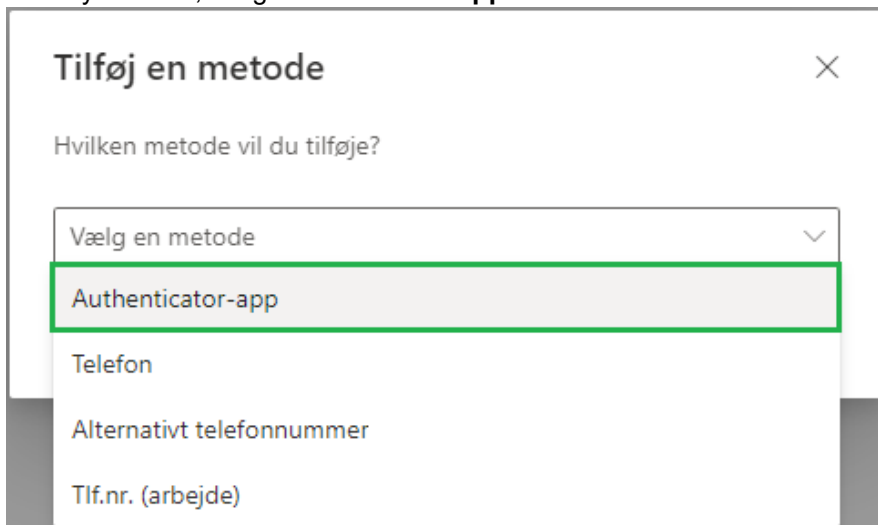 app
Tilføj en metode
Hvilken metode vil du tilføje?
Vælg en metode
Authenticator-app
Telefon
Alternativt telefonnummer
Tlf.nr. (arbejde)